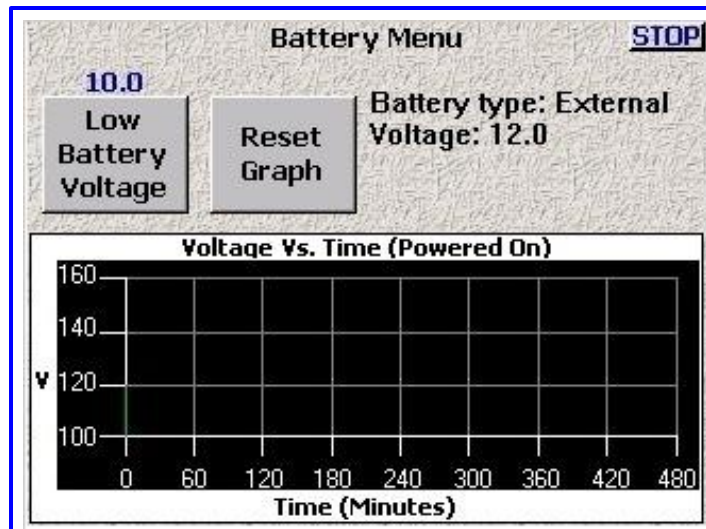 Battery Menu STOP
10.0
Low
Battery
Voltage
Reset
Graph
Battery type: External
Voltage: 12.0
Voltage Vs. Time (Powered On)
160
140
V 120
100
0 60 120 180 240 300 360 420 480
Time (Minutes)